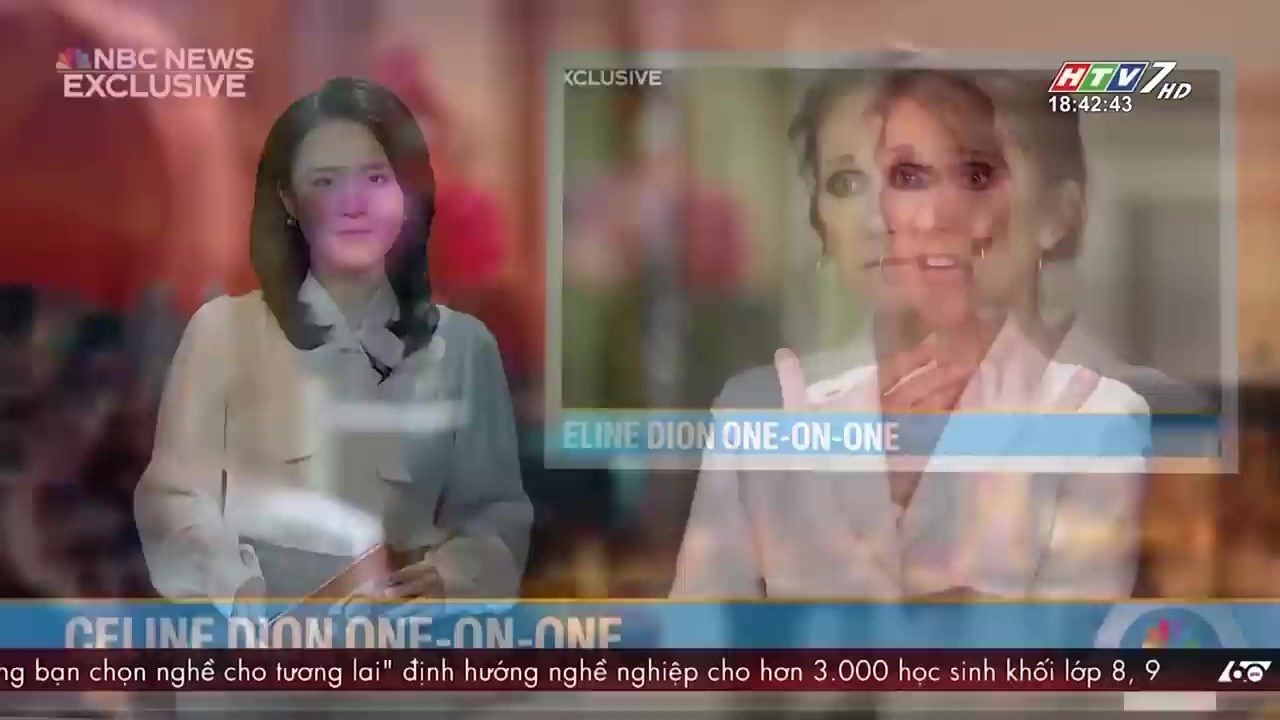 NBC NEWS
EXCLUSIVE
XCLUSIVE
HTV7 HD
18:42:43
ELINE DION ONE-ON-ONE
CELINE DION ONE-ON-ONE
ng bạn chọn nghề cho tương lai" định hướng nghề nghiệp cho hơn 3.000 học sinh khối lớp 8, 9